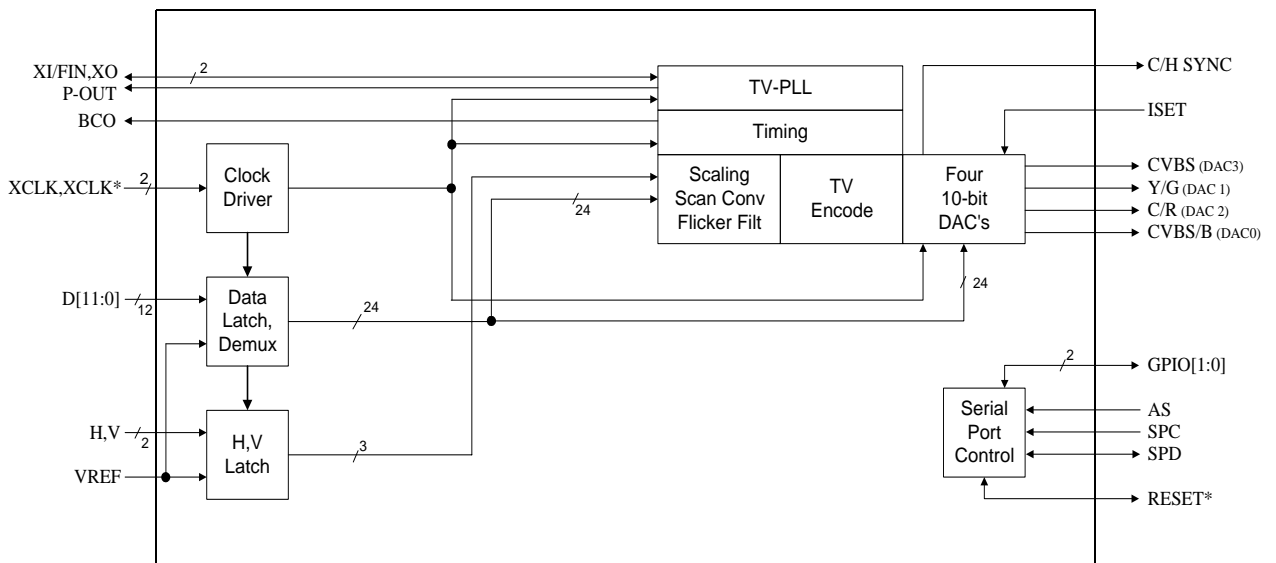 XI/FIN,XO
2
P-OUT
BCO
TV-PLL
Timing
C/H SYNC
ISET
XCLK,XCLK*
2
Clock
Driver
Scaling
Scan Conv
Flicker Filt
TV
Encode
Four
10-bit
DAC's
CVBS (DAC3)
Y/G (DAC 1)
C/R (DAC 2)
CVBS/B (DAC0)
24
24
D[11:0]
12
Data
Latch,
Demux
24
H,V
2
VREF
H,V
Latch
3
2
GPIO[1:0]
Serial
Port
Control
AS
SPC
SPD
RESET*